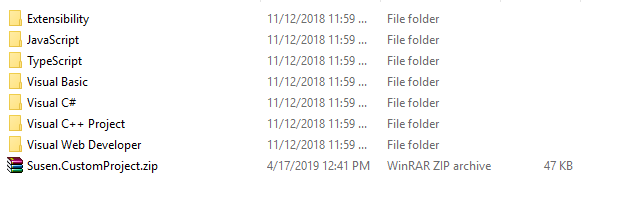 Extensibility 11/12/2018 11:59 ... File folder
JavaScript 11/12/2018 11:59 ... File folder
TypeScript 11/12/2018 11:59 ... File folder
Visual Basic 11/12/2018 11:59 ... File folder
Visual C# 11/12/2018 11:59 ... File folder
Visual C++ Project 11/12/2018 11:59 ... File folder
Visual Web Developer 11/12/2018 11:59 ... File folder
Susen.CustomProject.zip 4/17/2019 12:41 PM WinRAR ZIP archive 47 KB